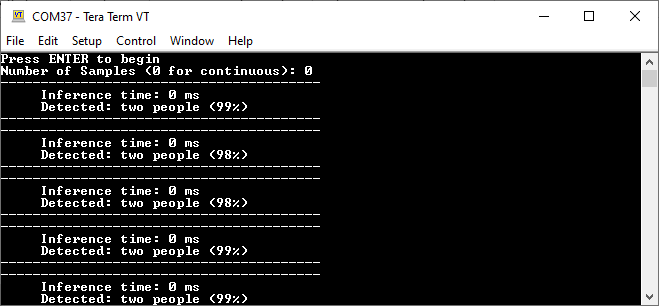 COM37 - Tera Term VT
File Edit Setup Control Window Help
Press ENTER to begin
Number of Samples (0 for continuous): 0
----------------------------------------
Inference time: 0 ms
Detected: two people (99%)
----------------------------------------
----------------------------------------
Inference time: 0 ms
Detected: two people (98%)
----------------------------------------
----------------------------------------
Inference time: 0 ms
Detected: two people (98%)
----------------------------------------
----------------------------------------
Inference time: 0 ms
Detected: two people (99%)
----------------------------------------
----------------------------------------
Inference time: 0 ms
Detected: two people (99%)